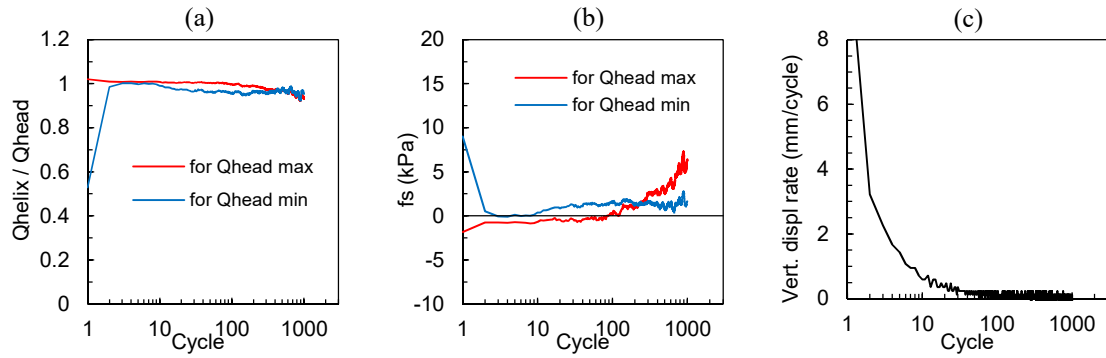 (a)
Qhelix / Qhead
1.2
1
0.8
0.6
0.4
0.2
0
for Qhead max
for Qhead min
1
10
100
1000
Cycle
(b)
fs (kPa)
20
15
10
5
0
-5
-10
for Qhead max
for Qhead min
1
10
100
1000
Cycle
(c)
Vert. displ rate (mm/cycle)
8
6
4
2
0
1
10
100
1000
Cycle